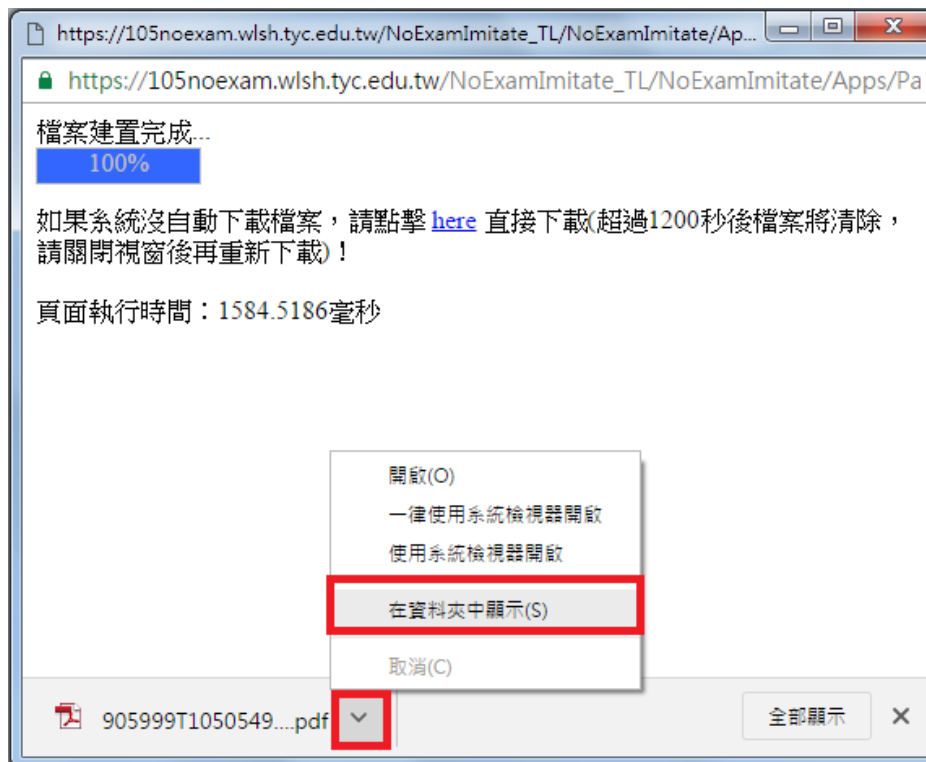 https://105noexam.wlsh.tyc.edu.tw/NoExamImitate_TL/NoExamImitate/Ap...
https://105noexam.wlsh.tyc.edu.tw/NoExamImitate_TL/NoExamImitate/Apps/Pa
檔案建置完成...
100%
如果系統沒自動下載檔案，請點擊 here 直接下載(超過1200秒後檔案將清除，
請關閉視窗後再重新下載)！
頁面執行時間：1584.5186毫秒
開啟(O)
一律使用系統檢視器開啟
使用系統檢視器開啟
在資料夾中顯示(S)
取消(C)
905999T1050549....pdf
全部顯示